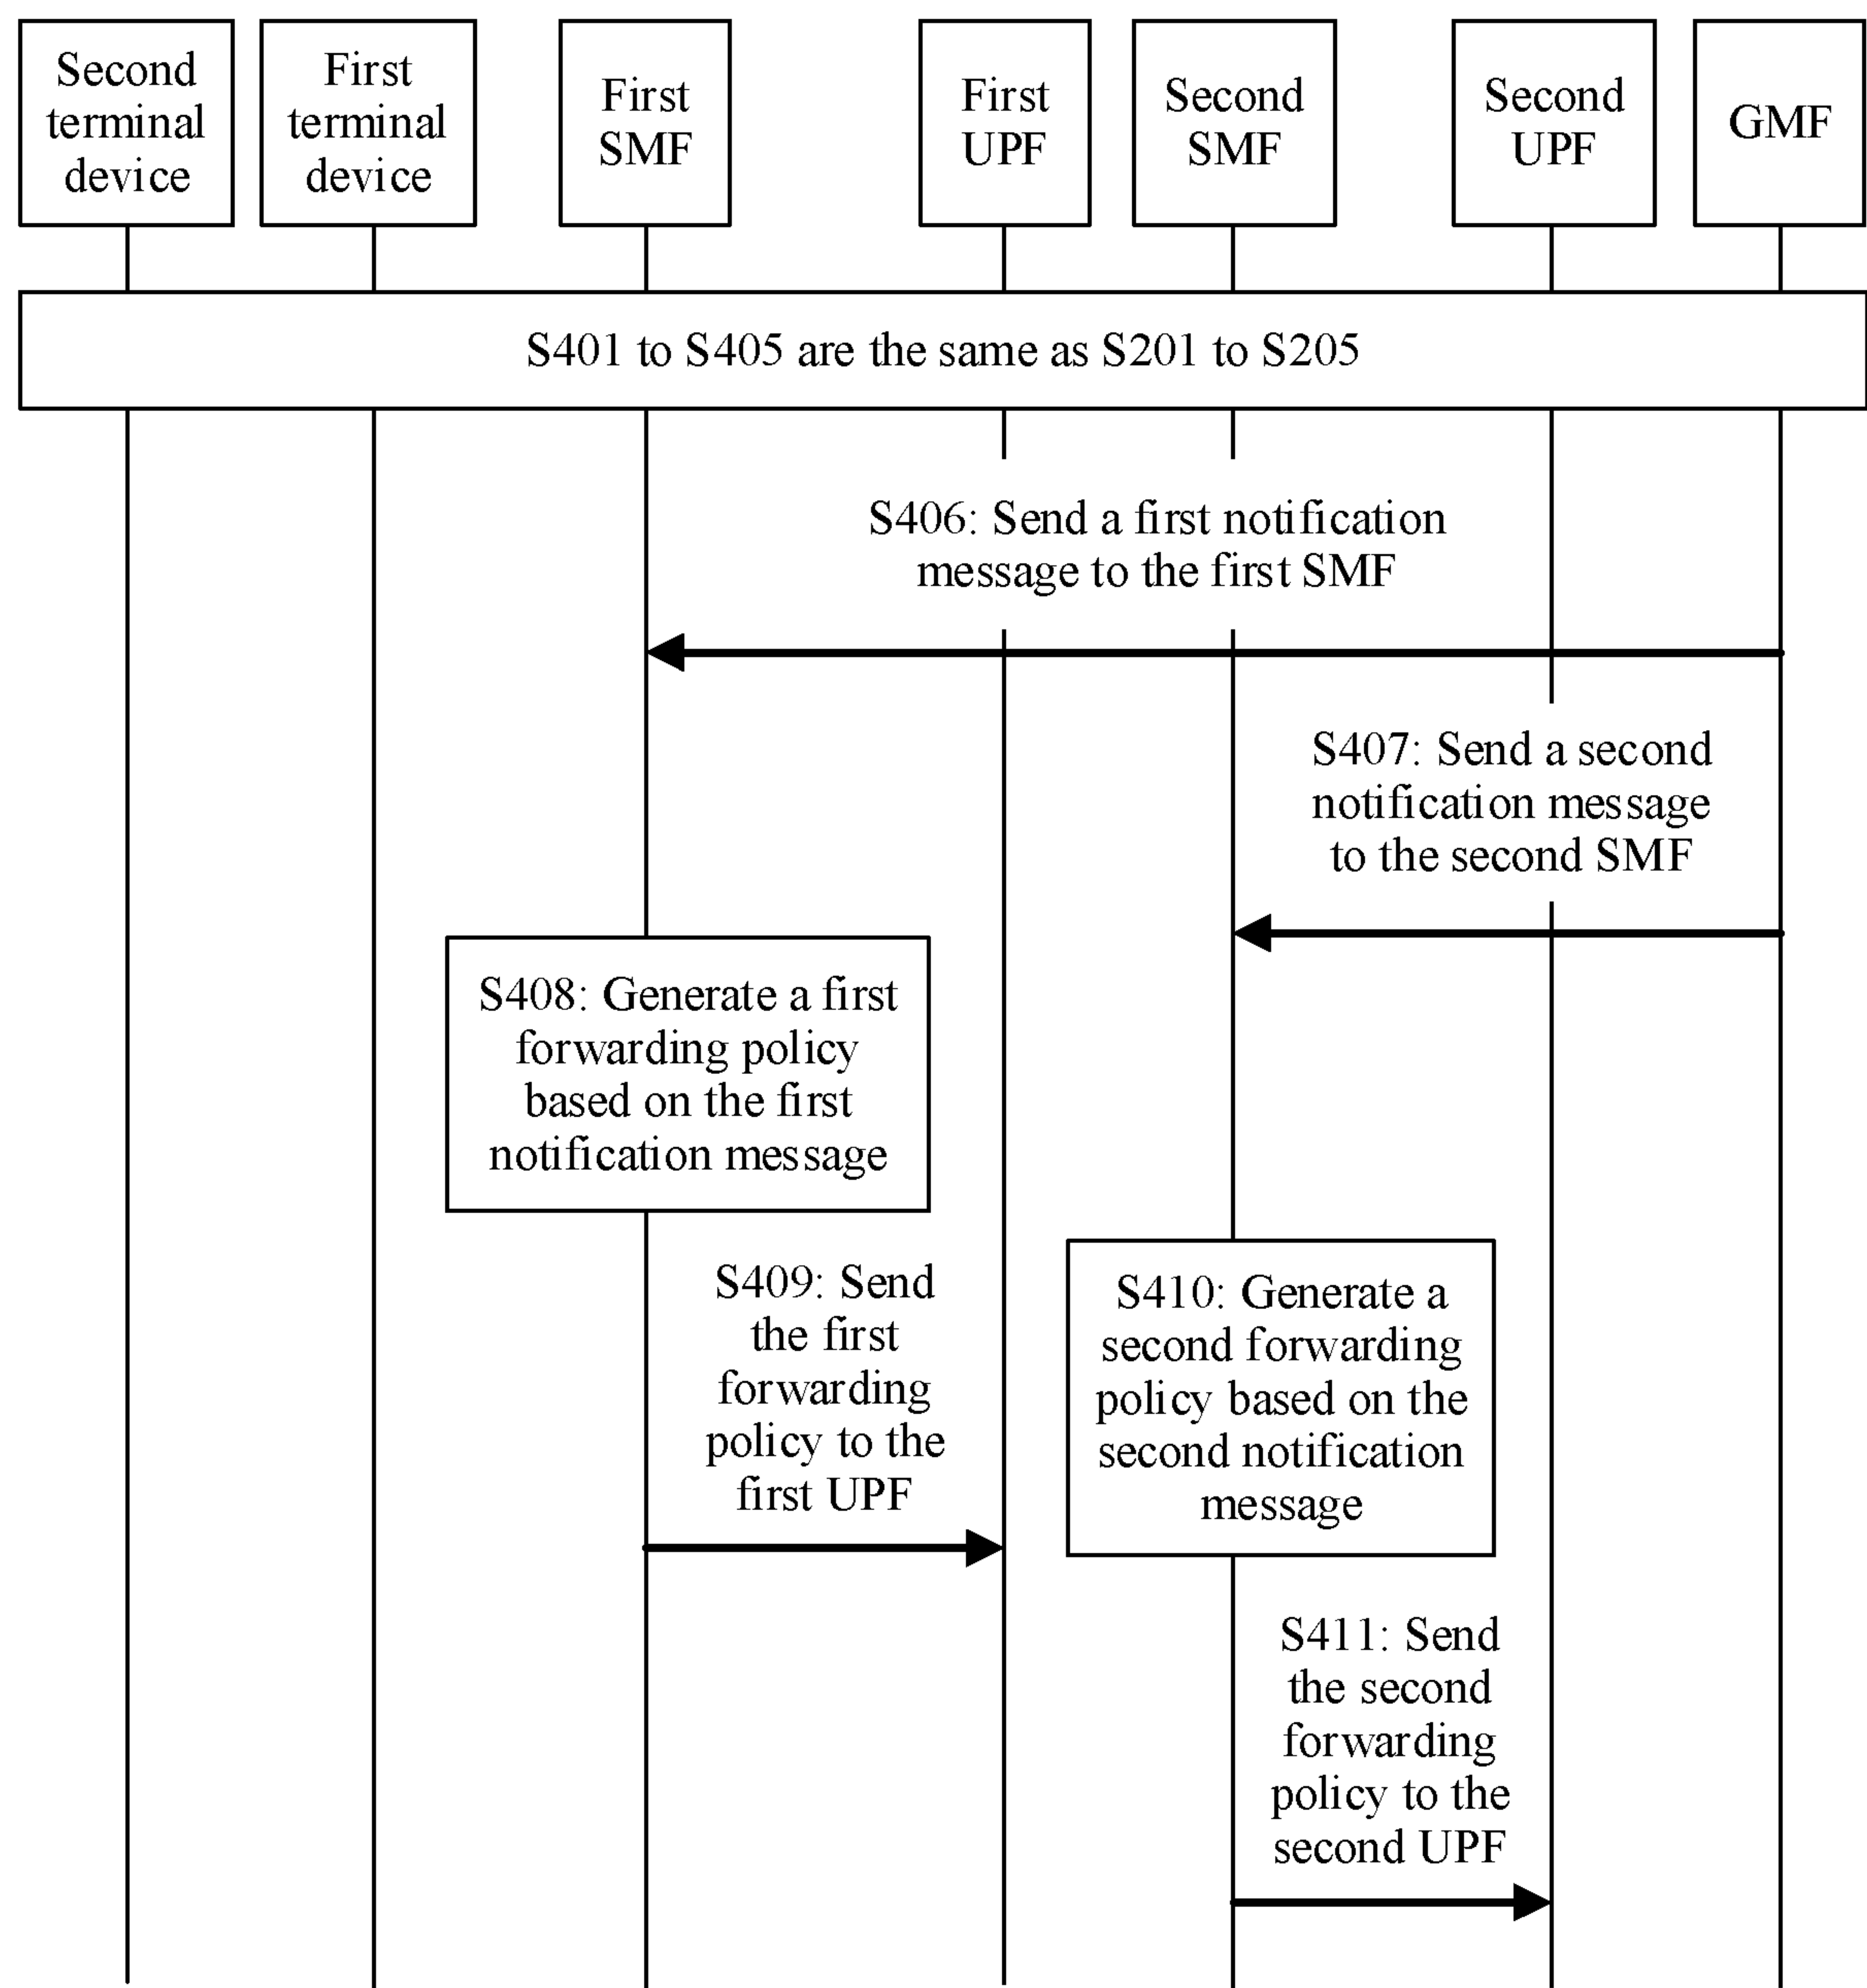 Second
terminal
device
First
terminal
device
First
SMF
First
UPF
Second
SMF
Second
UPF
GMF
S401 to S405 are the same as S201 to S205
S406: Send a first notification
message to the first SMF
S407: Send a second
notification message
to the second SMF
S408: Generate a first
forwarding policy
based on the first
notification message
S409: Send
the first
forwarding
policy to the
first UPF
S410: Generate a
second forwarding
policy based on the
second notification
message
S411: Send
the second
forwarding
policy to the
second UPF